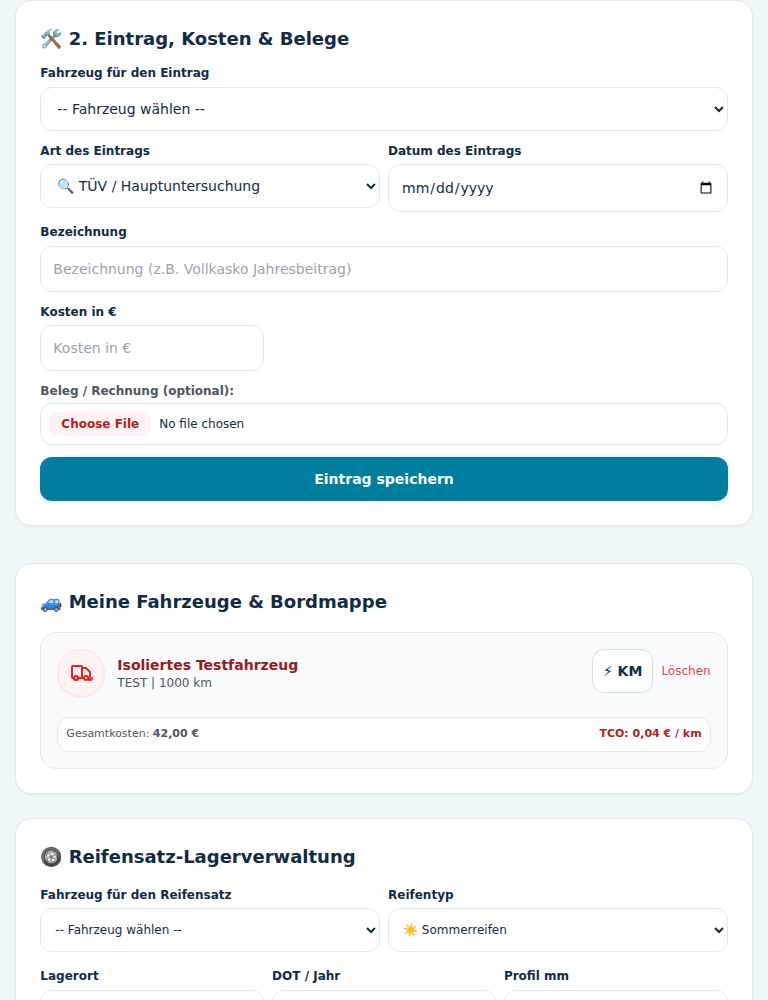 🛠️ 2. Eintrag, Kosten & Belege
Fahrzeug für den Eintrag
-- Fahrzeug wählen --
Art des Eintrags
Datum des Eintrags
🔍 TÜV / Hauptuntersuchung
mm/dd/yyyy
Bezeichnung
Bezeichnung (z.B. Vollkasko Jahresbeitrag)
Kosten in €
Kosten in €
Beleg / Rechnung (optional):
Choose File No file chosen
Eintrag speichern
🚙 Meine Fahrzeuge & Bordmappe
Isoliertes Testfahrzeug
TEST | 1000 km
⚡ KM
Löschen
Gesamtkosten: 42,00 €
TCO: 0,04 € / km
🛞 Reifensatz-Lagerverwaltung
Fahrzeug für den Reifensatz
Reifentyp
-- Fahrzeug wählen --
☀️ Sommerreifen
Lagerort
DOT / Jahr
Profil mm